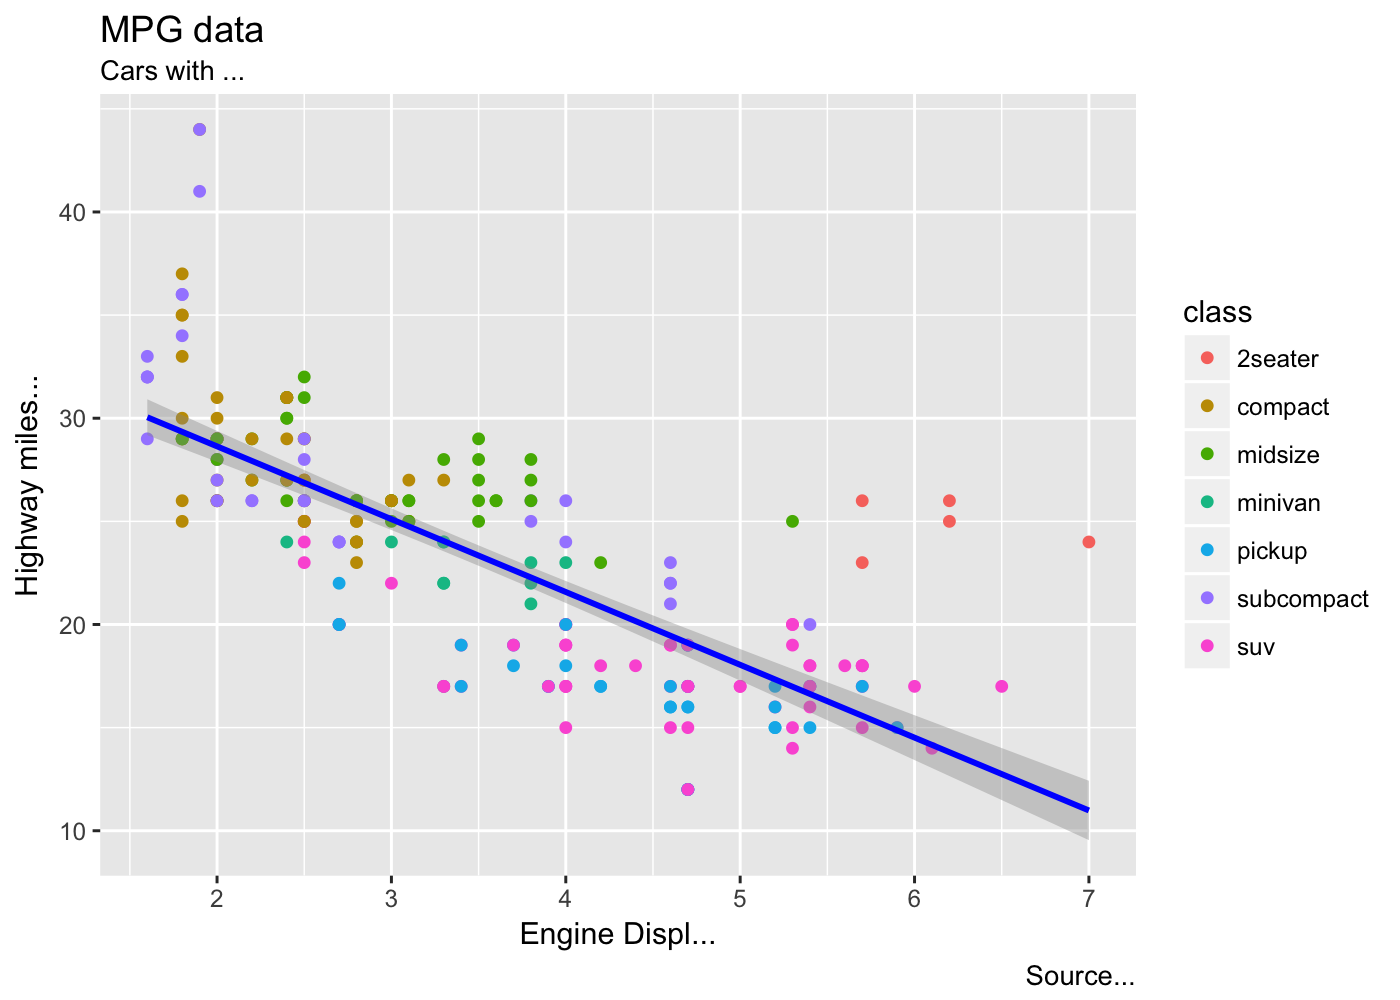 MPG data
Cars with ...
Highway miles...
40
30
20
10
2 3 4 5 6 7
Engine Displ...
Source...
class
2seater
compact
midsize
minivan
pickup
subcompact
suv